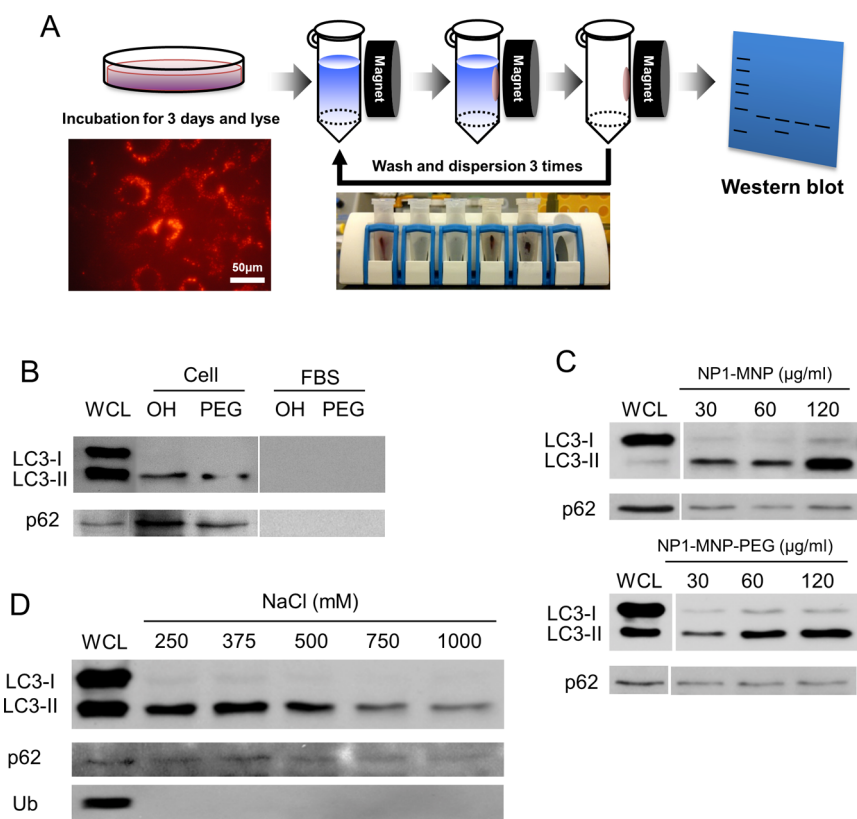 A
Magnet
Magnet
Magnet
Incubation for 3 days and lyse
Wash and dispersion 3 times
Western blot
50μm
B
Cell
FBS
WCL
OH
PEG
OH
PEG
LC3-I
LC3-II
p62
C
NP1-MNP (μg/ml)
WCL
30
60
120
LC3-I
LC3-II
p62
NP1-MNP-PEG (μg/ml)
WCL
30
60
120
LC3-I
LC3-II
p62
D
NaCl (mM)
WCL
250
375
500
750
1000
LC3-I
LC3-II
p62
Ub